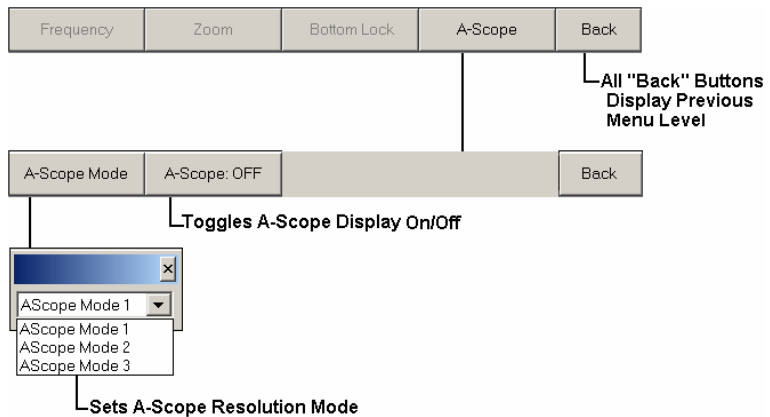 Frequency Zoom Bottom Lock A-Scope Back
All "Back" Buttons
Display Previous
Menu Level
A-Scope Mode A-Scope: OFF Back
Toggles A-Scope Display On/Off
AScope Mode 1
AScope Mode 1
AScope Mode 2
AScope Mode 3
Sets A-Scope Resolution Mode